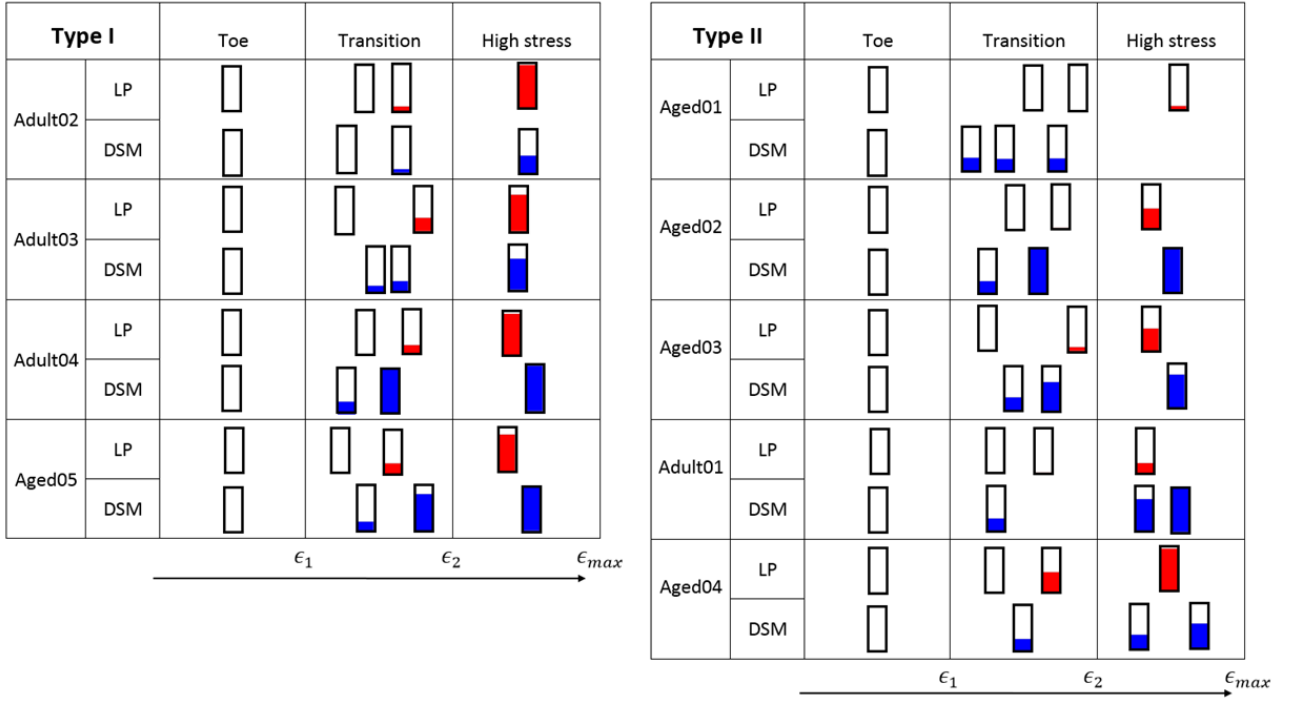 Type I Toe Transition High stress
Adult02 LP
DSM
Adult03 LP
DSM
Adult04 LP
DSM
Aged05 LP
DSM
ϵ1 ϵ2 ϵmax
Type II Toe Transition High stress
Aged01 LP
DSM
Aged02 LP
DSM
Aged03 LP
DSM
Adult01 LP
DSM
Aged04 LP
DSM
ϵ1 ϵ2 ϵmax